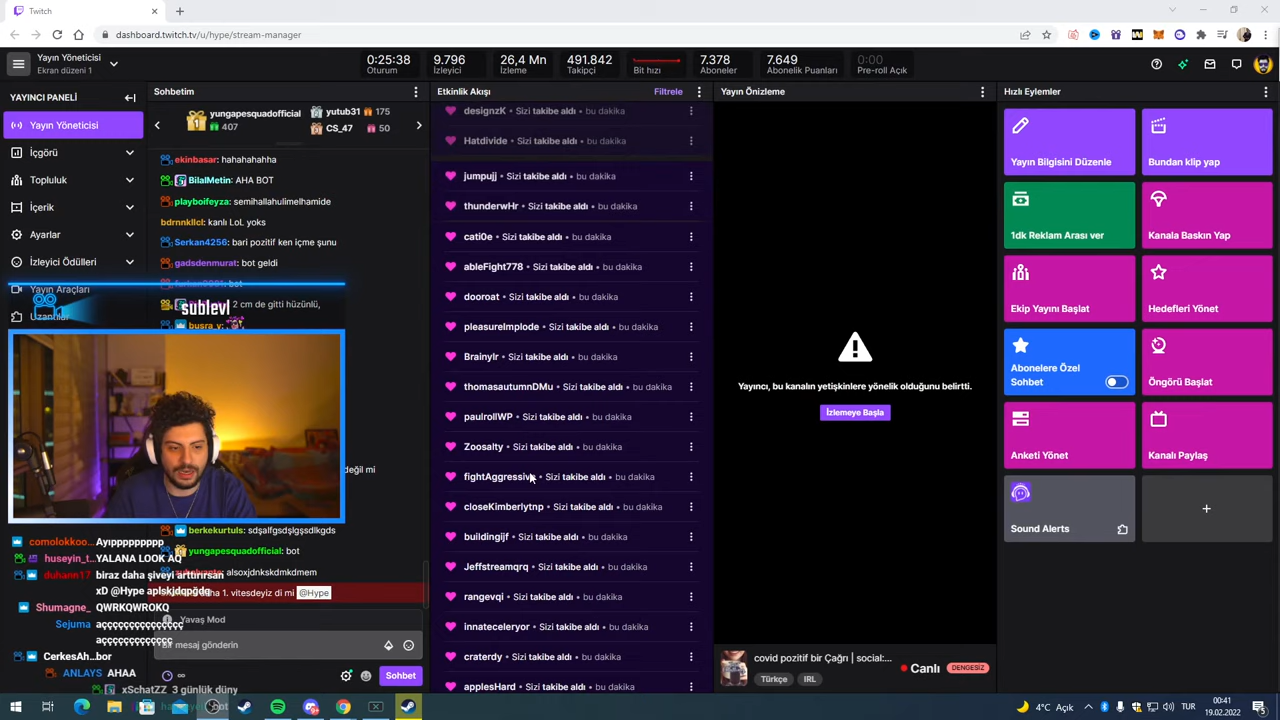 Twitch
dashboard.twitch.tv/u/hype/stream-manager
Yayın Yöneticisi
Ekran düzeni 1
0:25:38
Oturum
9.796
İzleyici
26,4 Mn
İzleme
491.842
Takipçi
Bit hızı
7.378
Aboneler
7.649
Abonelik Puanları
0:00
Pre-roll Açık
YAYINCI PANELİ
Yayın Yöneticisi
İçgörü
Topluluk
İçerik
Ayarlar
İzleyici Ödülleri
Yayın Araçları
Uzantılar
Sohbetim
yungapesquadofficial
407
yutub31 175
CS_47 50
ekinbasar: hahahahahha
BilalMetin: AHA BOT
playboifeyza: semihallahulimelhamide
bdrnnkllcl: kanlı LoL yoks
Serkan4256: bari pozitif ken içme şunu
gadsdenmurat: bot geldi
2 cm de gitti hüzünlü,
busra_y:
sublevl
değil mi
berkekurtuls: sdşalfgsdşlgşsdlkgds
yungapesquadofficial: bot
alsoxjdnkskdmkdmem
daha 1. vitesdeyiz di mi @Hype
Yavaş Mod
Bir mesaj gönderin
Sohbet
comolokkoo... Ayıppppppppp
huseyin_t... YALANA LOOK AQ
duhann17 biraz daha şiveyi arttırırsan
xD @Hype aplskjdpnğdg
Shumagne_ QWRKQWROKQ
Sejuma: açççççççççççççç
açççççççççççç
CerkesAh... bor
ANLAYS: AHAA
xSchatZZ 3 günlük düny
Etkinlik Akışı
Filtrele
designzK • Sizi takibe aldı • bu dakika
Hatdivide • Sizi takibe aldı • bu dakika
jumpujj • Sizi takibe aldı • bu dakika
thunderwHr • Sizi takibe aldı • bu dakika
cati0e • Sizi takibe aldı • bu dakika
ableFight778 • Sizi takibe aldı • bu dakika
dooroat • Sizi takibe aldı • bu dakika
pleasureImplode • Sizi takibe aldı • bu dakika
Brainylr • Sizi takibe aldı • bu dakika
thomasautumnDMu • Sizi takibe aldı • bu dakika
paulrollWP • Sizi takibe aldı • bu dakika
Zoosalty • Sizi takibe aldı • bu dakika
fightAggressive • Sizi takibe aldı • bu dakika
closeKimberlytnp • Sizi takibe aldı • bu dakika
buildingijf • Sizi takibe aldı • bu dakika
Jeffstreamqrq • Sizi takibe aldı • bu dakika
rangevqi • Sizi takibe aldı • bu dakika
innateceleryor • Sizi takibe aldı • bu dakika
craterdy • Sizi takibe aldı • bu dakika
applesHard • Sizi takibe aldı • bu dakika
Yayın Önizleme
Yayıncı, bu kanalın yetişkinlere yönelik olduğunu belirtti.
İzlemeye Başla
covid pozitif bir Çağrı | social:...
Türkçe
IRL
Canlı
DENGESİZ
Hızlı Eylemler
Yayın Bilgisini Düzenle
Bundan klip yap
1dk Reklam Arası ver
Kanala Baskın Yap
Ekip Yayını Başlat
Hedefleri Yönet
Abonelere Özel
Sohbet
Öngörü Başlat
Anketi Yönet
Kanalı Paylaş
Sound Alerts
4°C Açık
TUR
00:41
19.02.2022
5